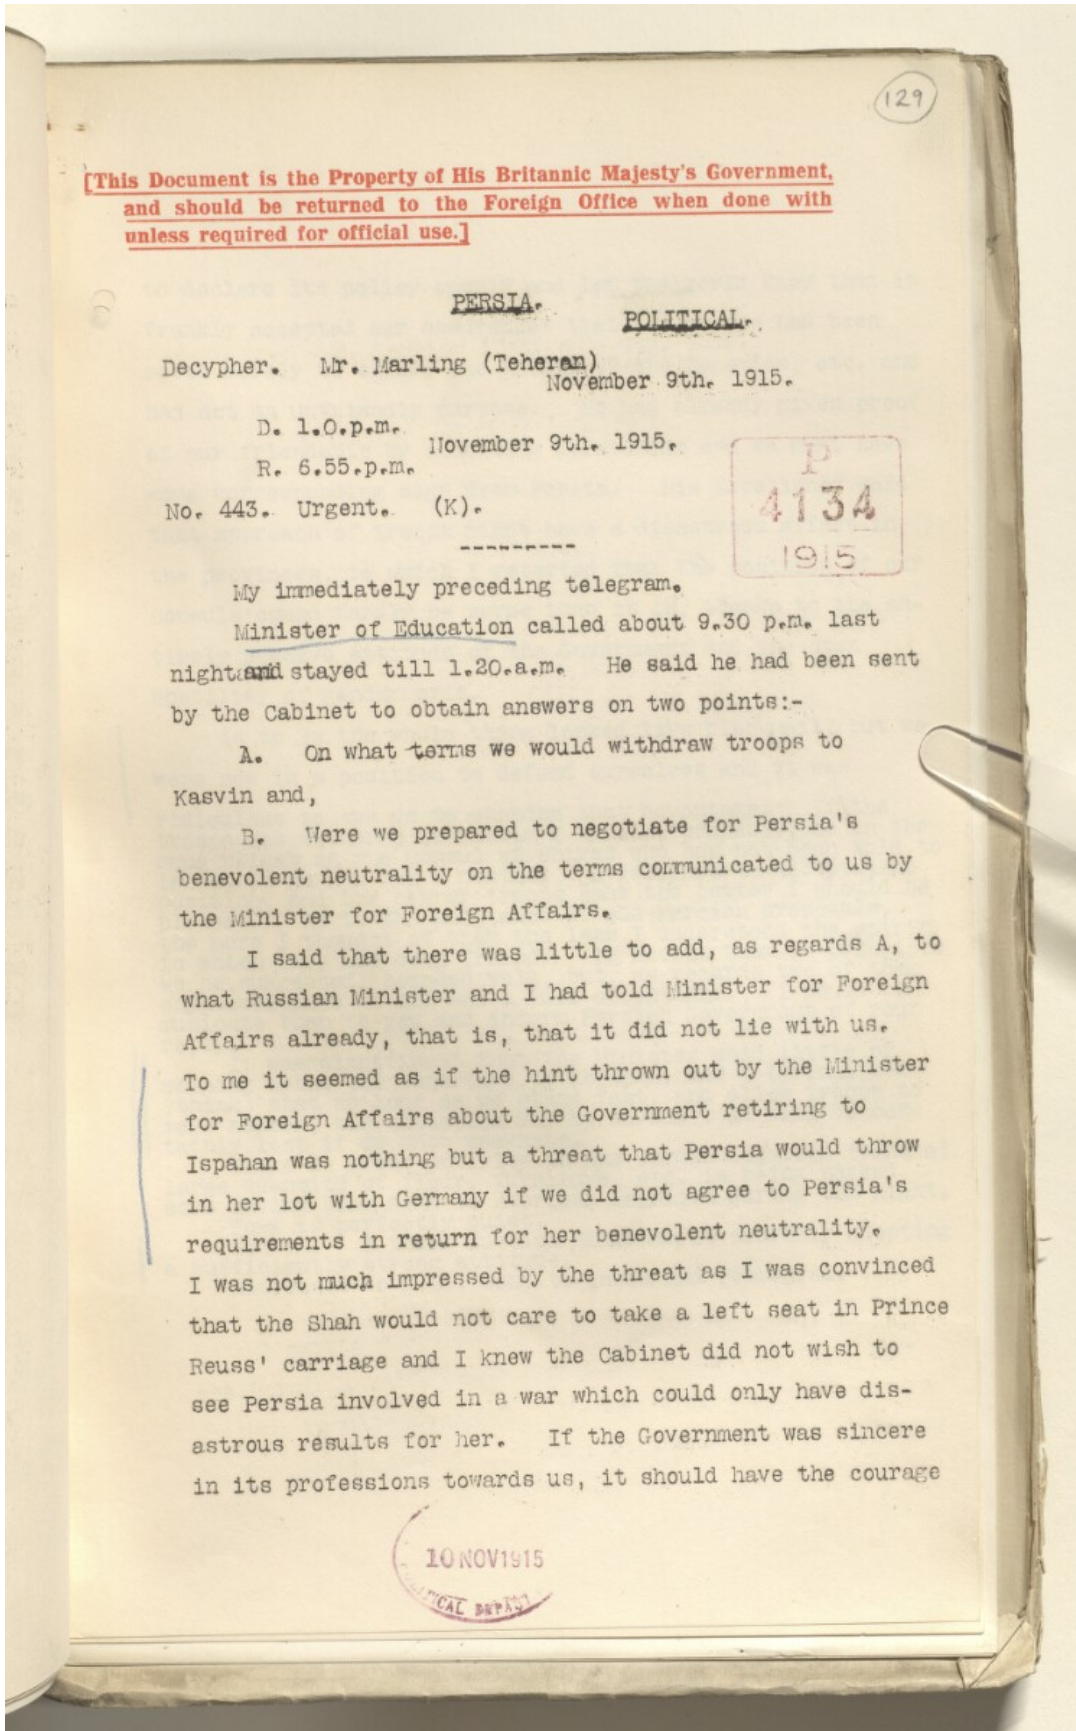 129
[This Document is the Property of His Britannic Majesty's Government,
and should be returned to the Foreign Office when done with
unless required for official use.]
PERSIA.
POLITICAL.
Decypher. Mr. Marling (Teheran)
November 9th. 1915.
D. 1.0.p.m.
November 9th. 1915.
R. 6.55.p.m.
No. 443. Urgent. (K).
P
4134
1915
---------
My immediately preceding telegram.
Minister of Education called about 9.30 p.m. last
night and stayed till 1.20.a.m. He said he had been sent
by the Cabinet to obtain answers on two points:-
A. On what terms we would withdraw troops to
Kasvin and,
B. Were we prepared to negotiate for Persia's
benevolent neutrality on the terms communicated to us by
the Minister for Foreign Affairs.
I said that there was little to add, as regards A, to
what Russian Minister and I had told Minister for Foreign
Affairs already, that is, that it did not lie with us.
To me it seemed as if the hint thrown out by the Minister
for Foreign Affairs about the Government retiring to
Ispahan was nothing but a threat that Persia would throw
in her lot with Germany if we did not agree to Persia's
requirements in return for her benevolent neutrality.
I was not much impressed by the threat as I was convinced
that the Shah would not care to take a left seat in Prince
Reuss' carriage and I knew the Cabinet did not wish to
see Persia involved in a war which could only have dis-
astrous results for her. If the Government was sincere
in its professions towards us, it should have the courage
10 NOV 1915